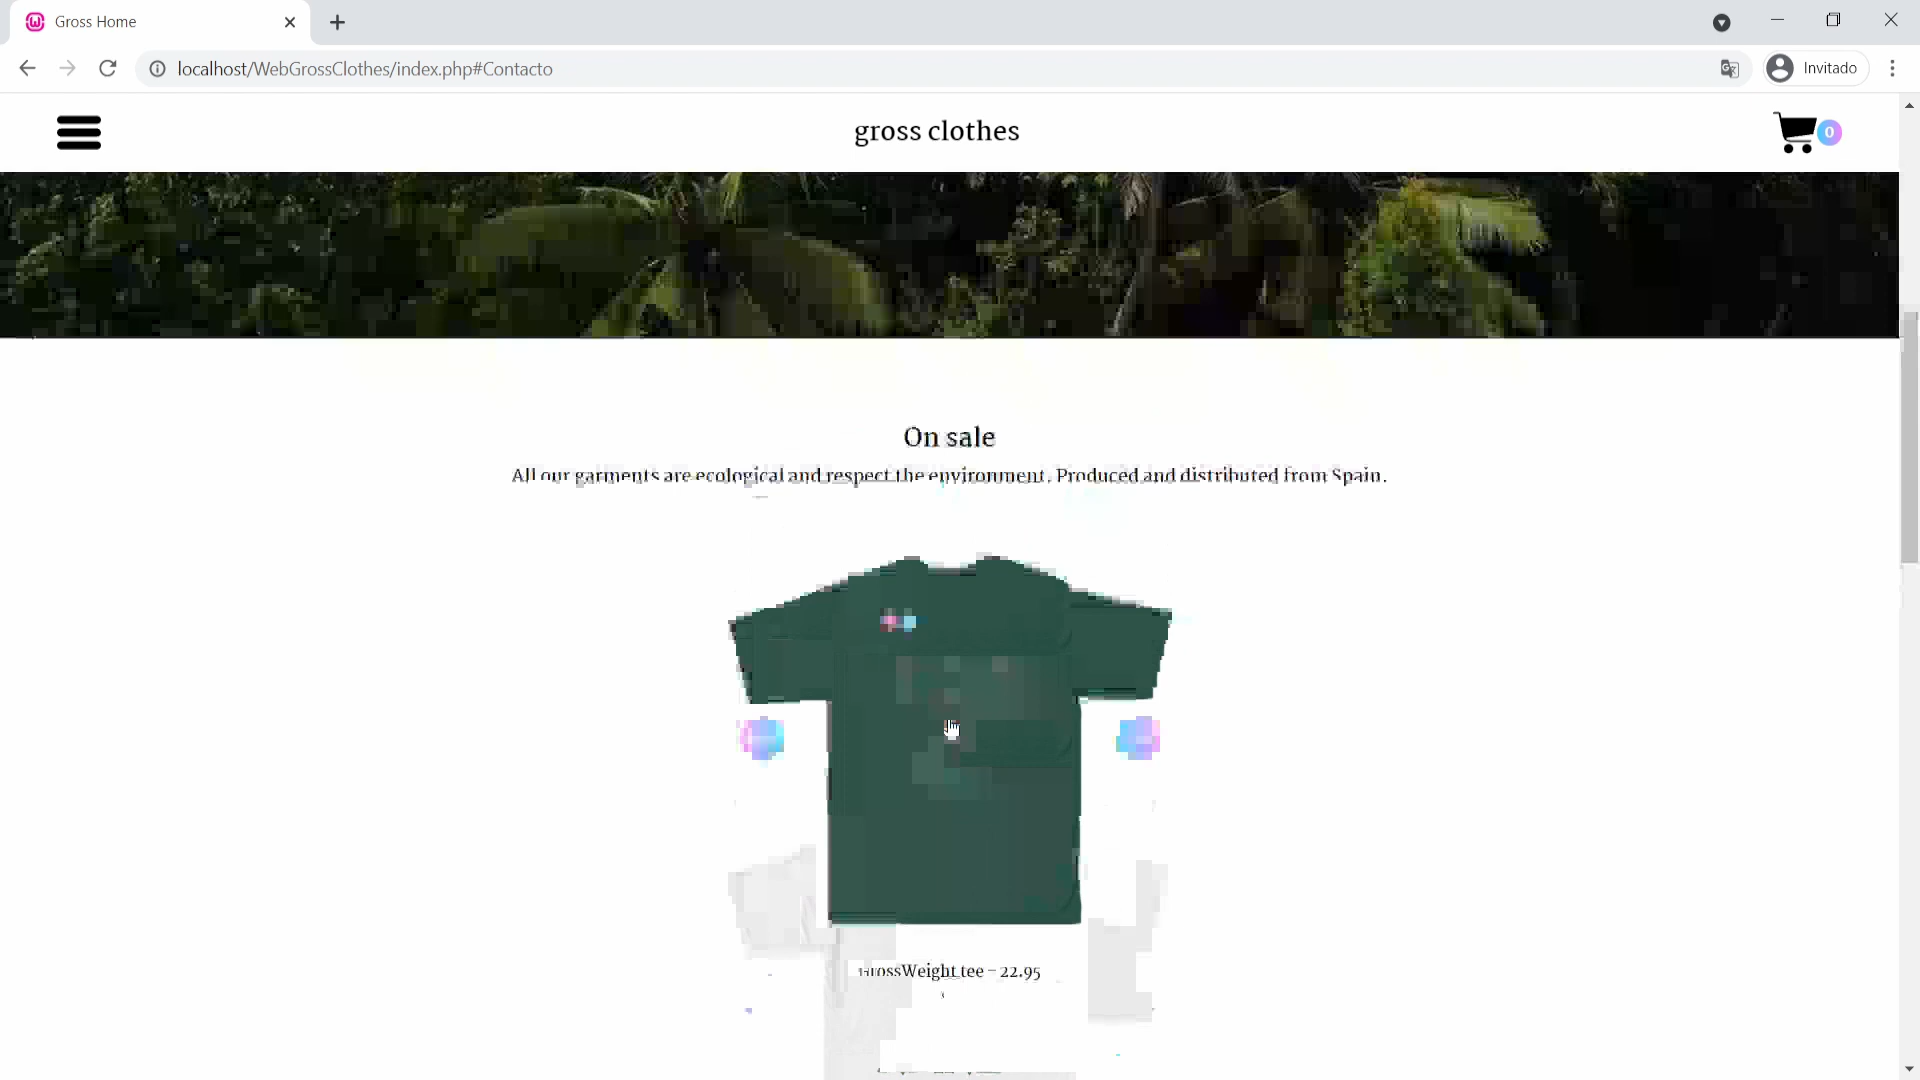 Gross Home
localhost/WebGrossClothes/index.php#Contacto
Invitado
gross clothes
0
On sale
All our garments are ecological and respect the environment. Produced and distributed from Spain.
GrossWeight tee - 22.95